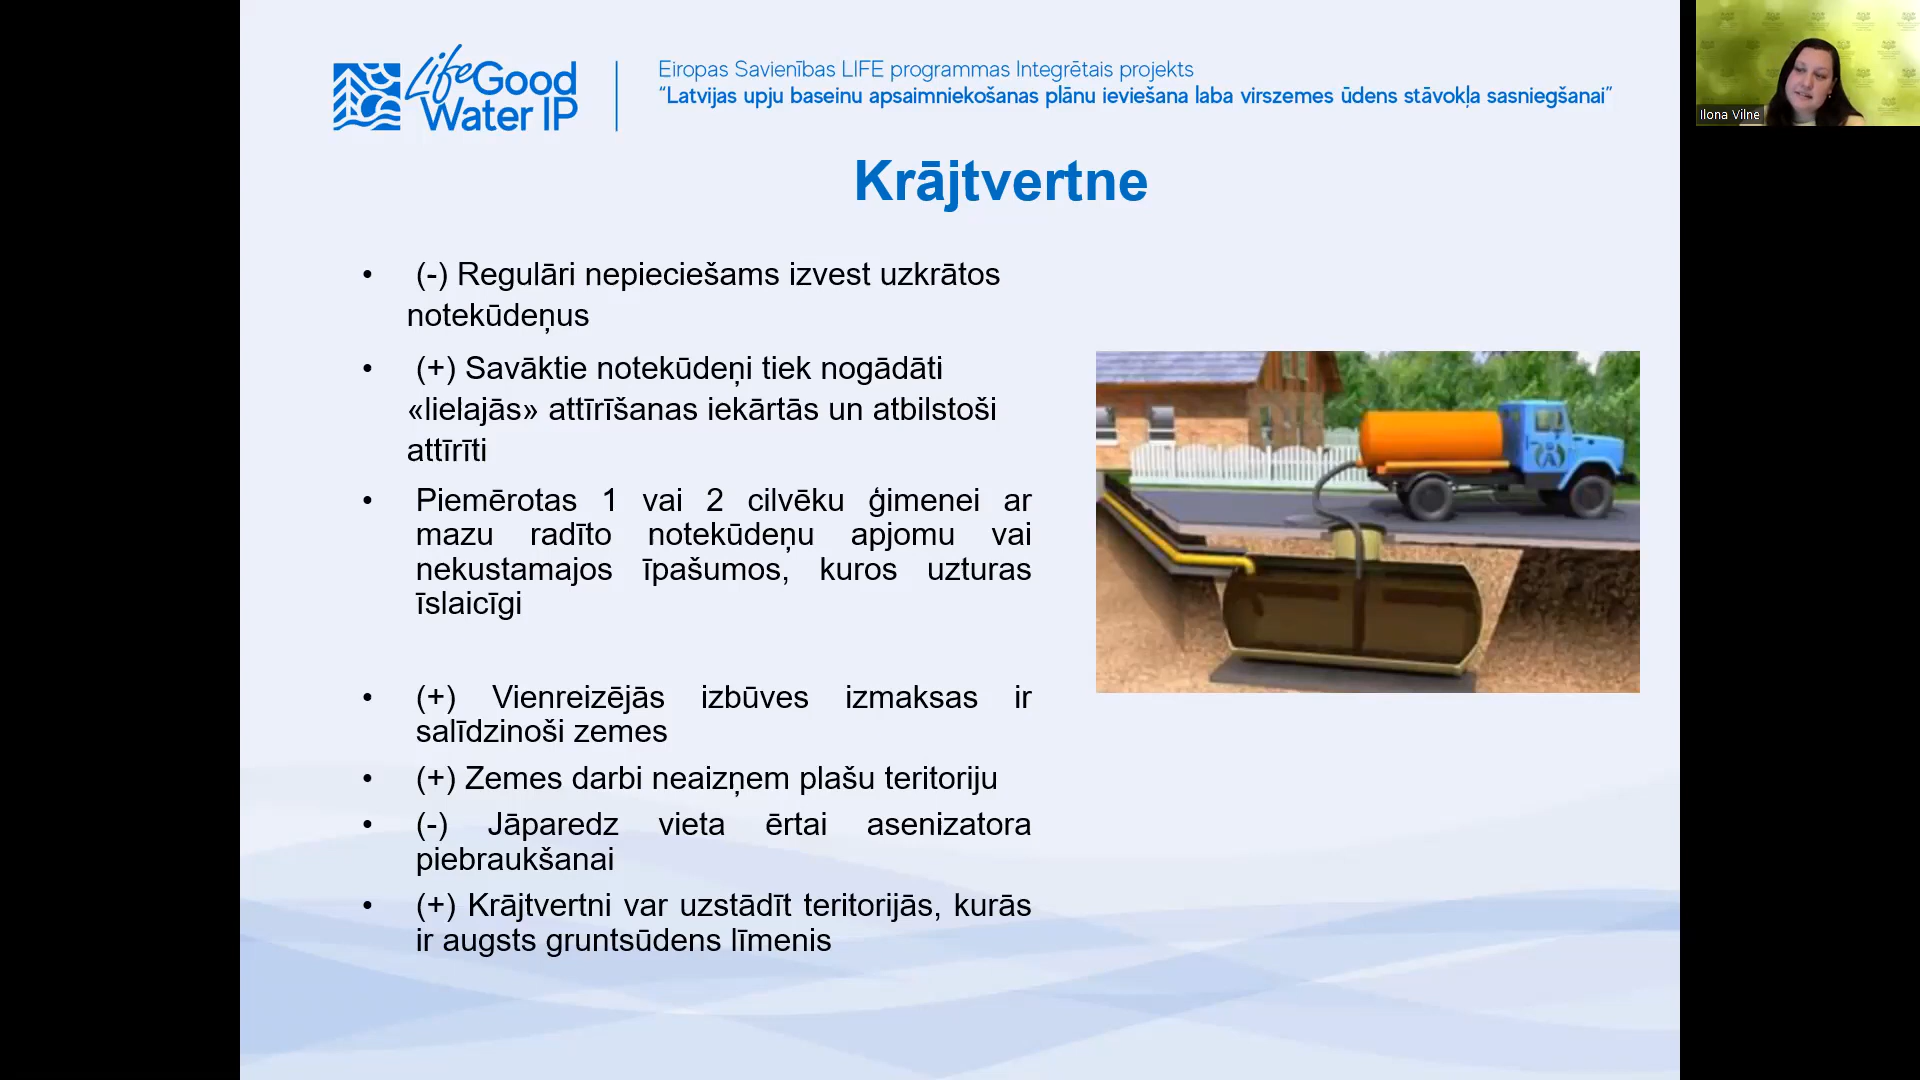 Life Good
Water IP
Eiropas Savienības LIFE programmas Integrētais projekts
“Latvijas upju baseinu apsaimniekošanas plānu ieviešana laba virszemes ūdens stāvokļa sasniegšanai”
Ilona Vilne
Krājtvertne
• (-) Regulāri nepieciešams izvest uzkrātos
notekūdeņus
• (+) Savāktie notekūdeņi tiek nogādāti
«lielajās» attīrīšanas iekārtās un atbilstoši
attīrīti
• Piemērotas 1 vai 2 cilvēku ģimenei ar
mazu radīto notekūdeņu apjomu vai
nekustamajos īpašumos, kuros uzturas
īslaicīgi
• (+) Vienreizējās izbūves izmaksas ir
salīdzinoši zemes
• (+) Zemes darbi neaizņem plašu teritoriju
• (-) Jāparedz vieta ērtai asenizatora
piebraukšanai
• (+) Krājtvertni var uzstādīt teritorijās, kurās
ir augsts gruntsūdens līmenis